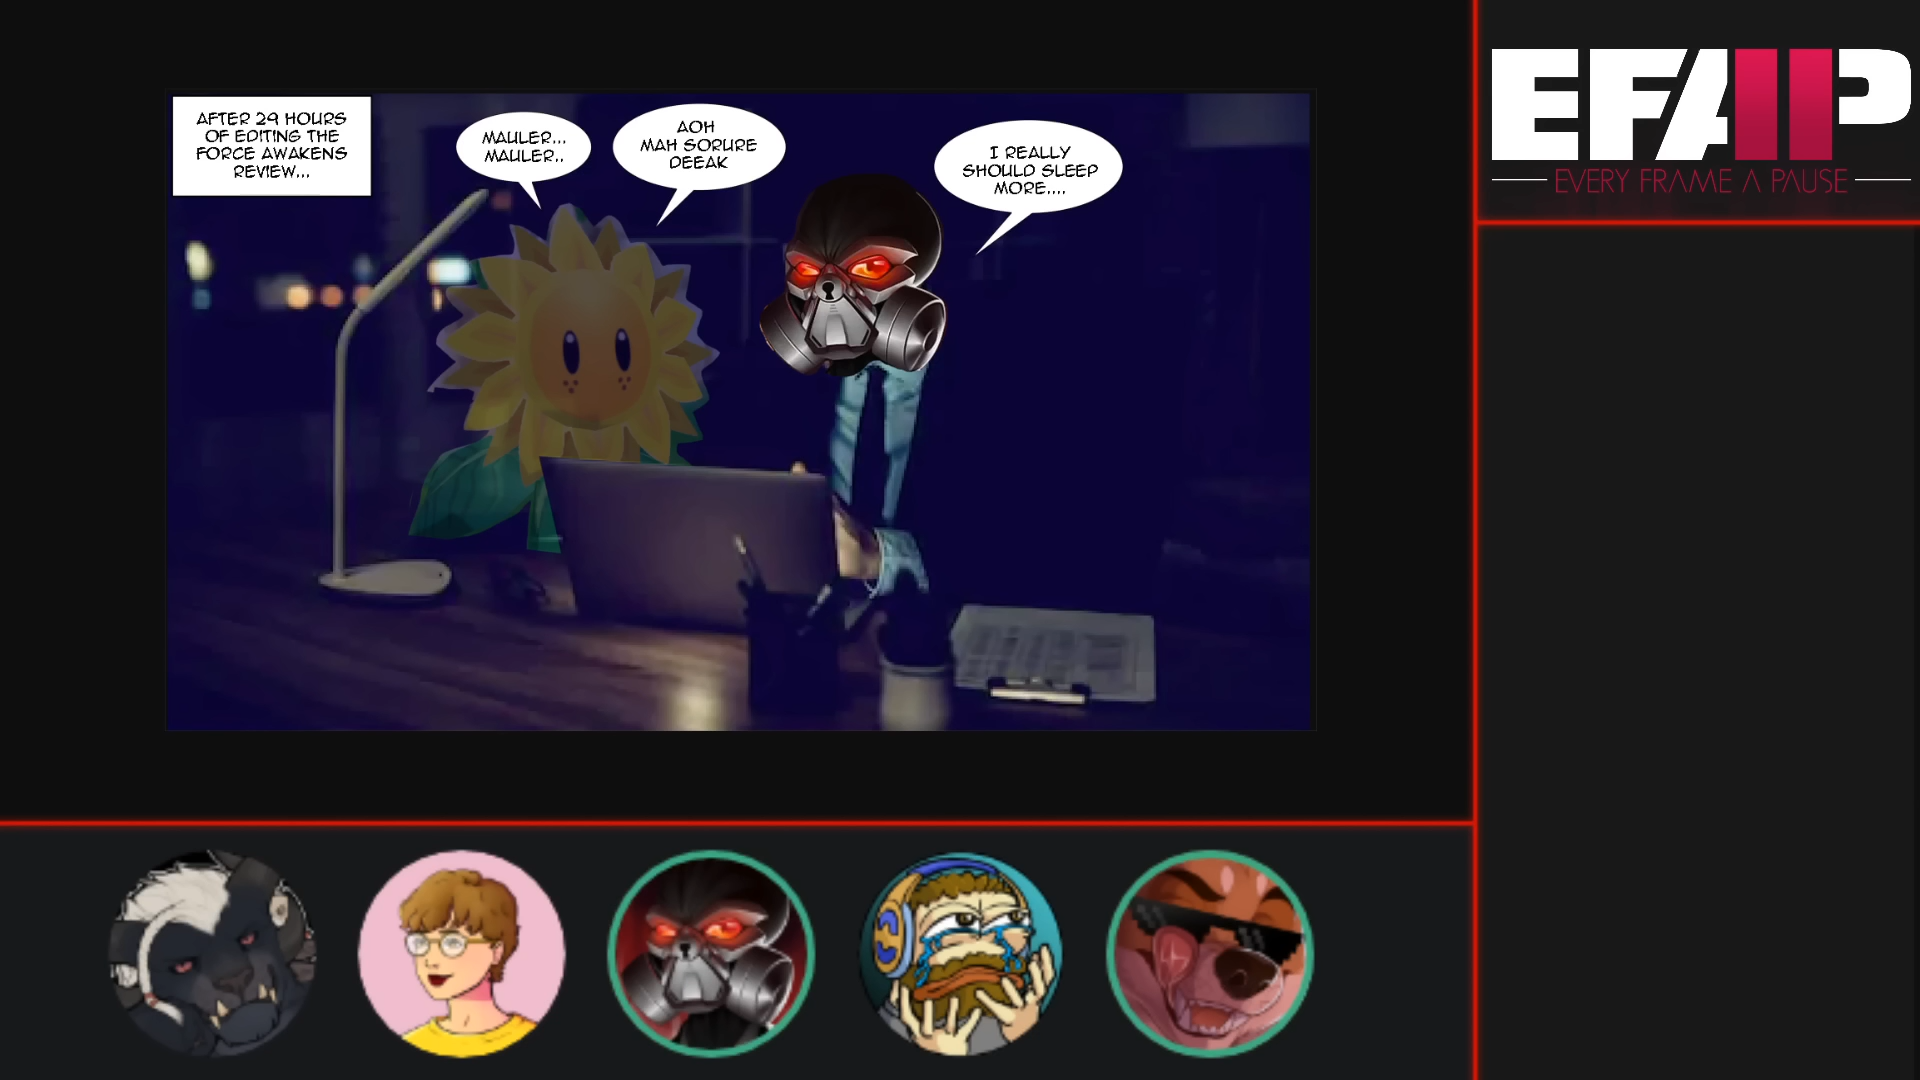 AFTER 29 HOURS
OF EDITING THE
FORCE AWAKENS
REVIEW...
MAULER...
MAULER..
AOH
MAH SORURE
DEEAK
I REALLY
SHOULD SLEEP
MORE....
EFAP
EVERY FRAME A PAUSE